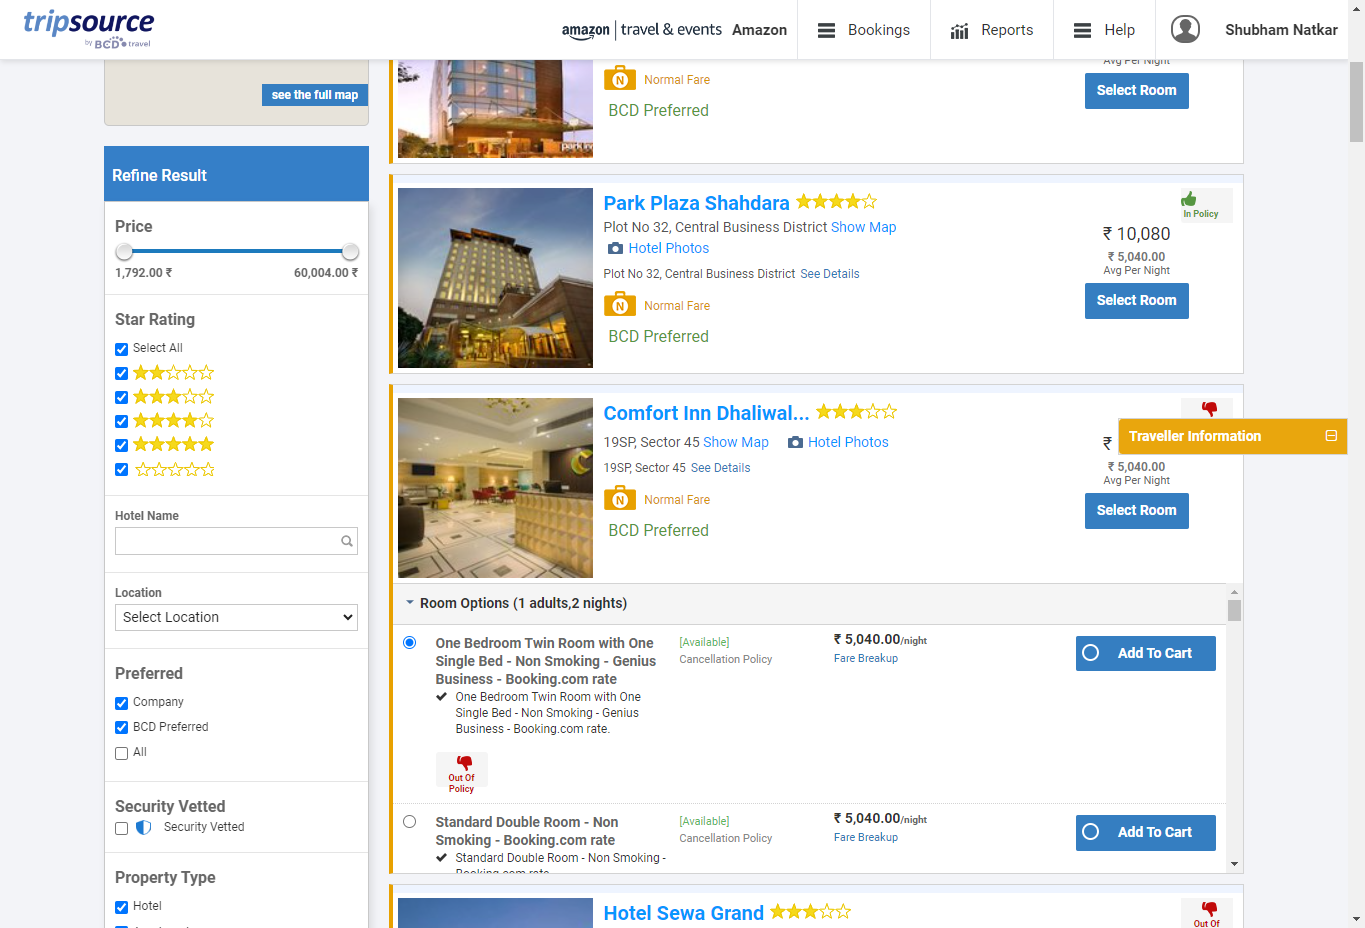 tripsource
by BCD travel
amazon | travel & events Amazon
Bookings
Reports
Help
Shubham Natkar
see the full map
Refine Result
Price
1,792.00 ₹
60,004.00 ₹
Star Rating
Select All
Hotel Name
Location
Select Location
Preferred
Company
BCD Preferred
All
Security Vetted
Security Vetted
Property Type
Hotel
Avg Per Night
N Normal Fare
Select Room
BCD Preferred
Park Plaza Shahdara
In Policy
Plot No 32, Central Business District Show Map
₹ 10,080
Hotel Photos
₹ 5,040.00
Avg Per Night
Plot No 32, Central Business District See Details
Select Room
N Normal Fare
BCD Preferred
Comfort Inn Dhaliwal...
Traveller Information
19SP, Sector 45 Show Map Hotel Photos
₹
19SP, Sector 45 See Details
₹ 5,040.00
Avg Per Night
N Normal Fare
Select Room
BCD Preferred
Room Options (1 adults,2 nights)
One Bedroom Twin Room with One
Single Bed - Non Smoking - Genius
Business - Booking.com rate
[Available]
Cancellation Policy
₹ 5,040.00/night
Fare Breakup
Add To Cart
One Bedroom Twin Room with One
Single Bed - Non Smoking - Genius
Business - Booking.com rate.
Out Of
Policy
Standard Double Room - Non
Smoking - Booking.com rate
[Available]
Cancellation Policy
₹ 5,040.00/night
Fare Breakup
Add To Cart
Standard Double Room - Non Smoking -
Booking.com rate
Hotel Sewa Grand
Out Of